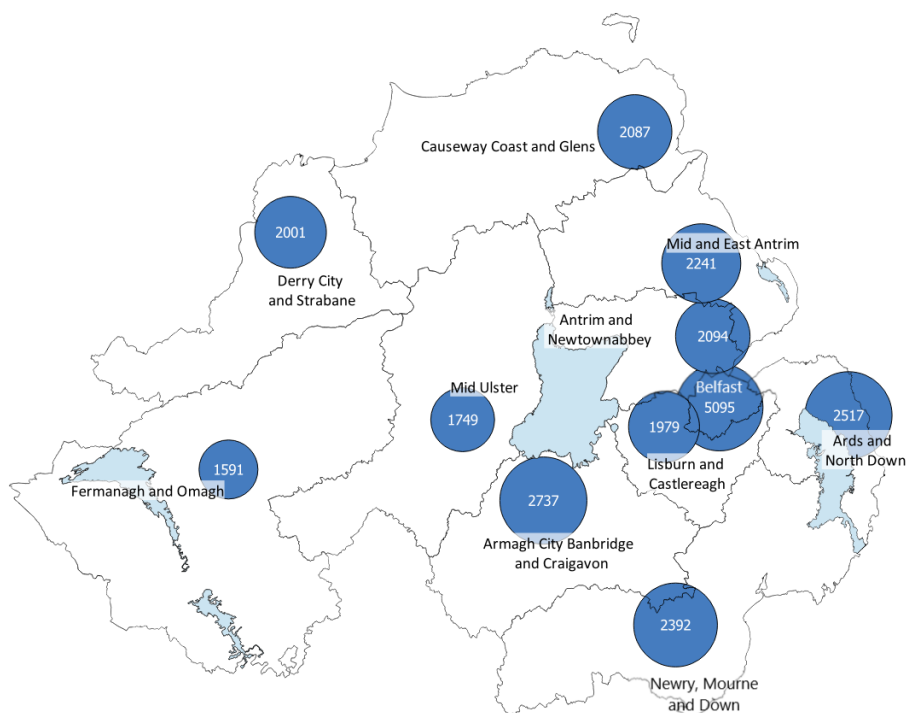 2087
Causeway Coast and Glens
2001
Derry City
and Strabane
Mid and East Antrim
2241
Antrim and
Newtownabbey
2094
Belfast
5095
Mid Ulster
1749
1979
Lisburn and
Castlereagh
2517
Ards and
North Down
1591
Fermanagh and Omagh
2737
Armagh City Banbridge
and Craigavon
2392
Newry, Mourne
and Down